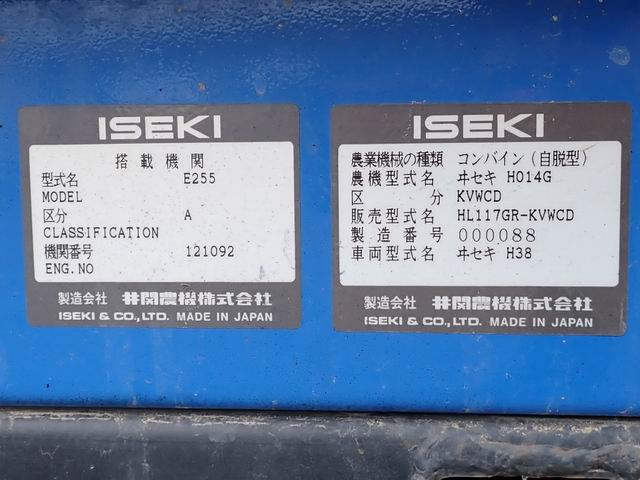 ISEKI
搭載機関
型式名 E255
MODEL
区分 A
CLASSIFICATION
機関番号 121092
ENG.NO
製造会社 井関農機株式会社
ISEKI & CO., LTD. MADE IN JAPAN
ISEKI
農業機械の種類 コンバイン(自脱型)
農機型式名 ヰセキ HO14G
区分 KVWCD
販売型式名 HL117GR-KVWCD
製造番号 000088
車両型式名 ヰセキ H38
製造会社 井関農機株式会社
ISEKI & CO., LTD. MADE IN JAPAN